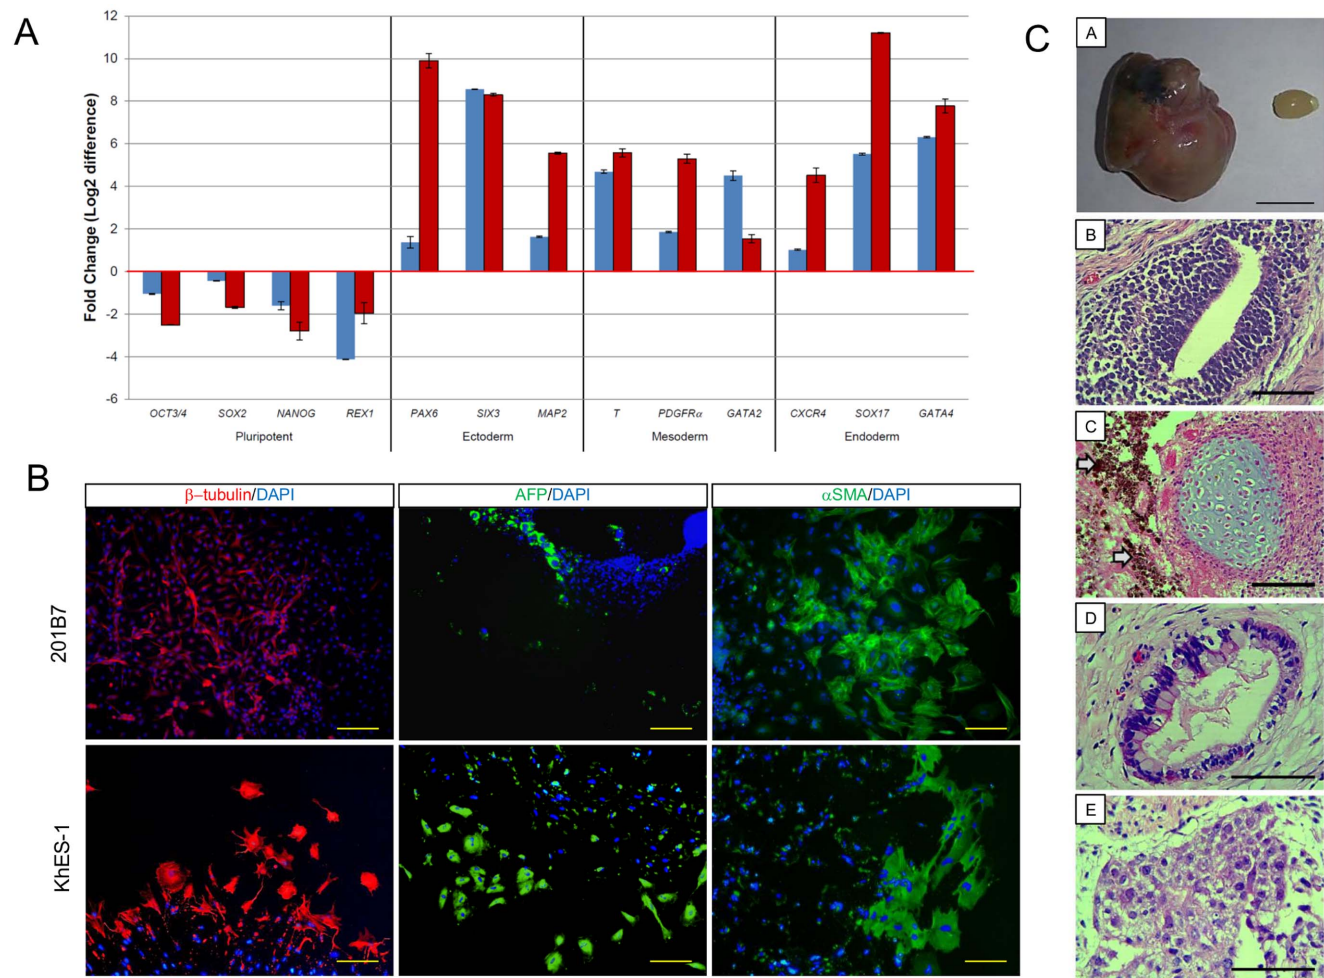 A
Fold Change (Log2 difference)
12
10
8
6
4
2
0
-2
-4
-6
OCT3/4 SOX2 NANOG REX1 PAX6 SIX3 MAP2 T PDGFRα GATA2 CXCR4 SOX17 GATA4
Pluripotent Ectoderm Mesoderm Endoderm
B
β–tubulin/DAPI AFP/DAPI αSMA/DAPI
201B7
KhES-1
C
A
B
C
D
E